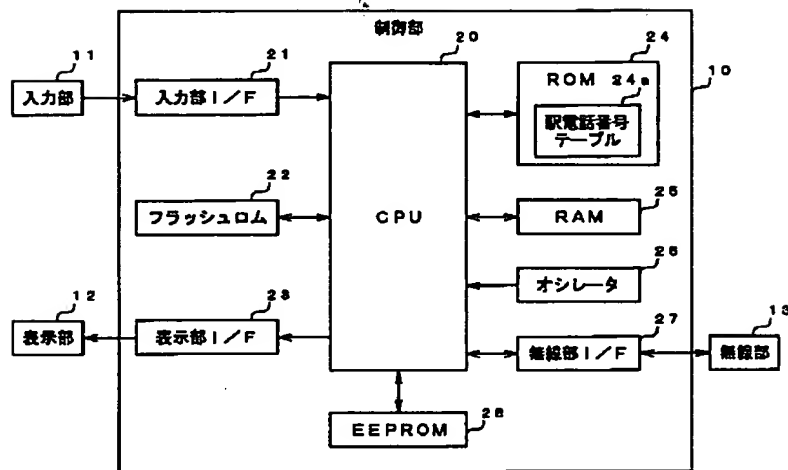 制御部
11
入力部
21
入力部I/F
20
CPU
24
ROM 24a
駅電話番号
テーブル
10
22
フラッシュロム
25
RAM
26
オシレータ
12
表示部
23
表示部I/F
27
無線部I/F
13
無線部
28
EEPROM